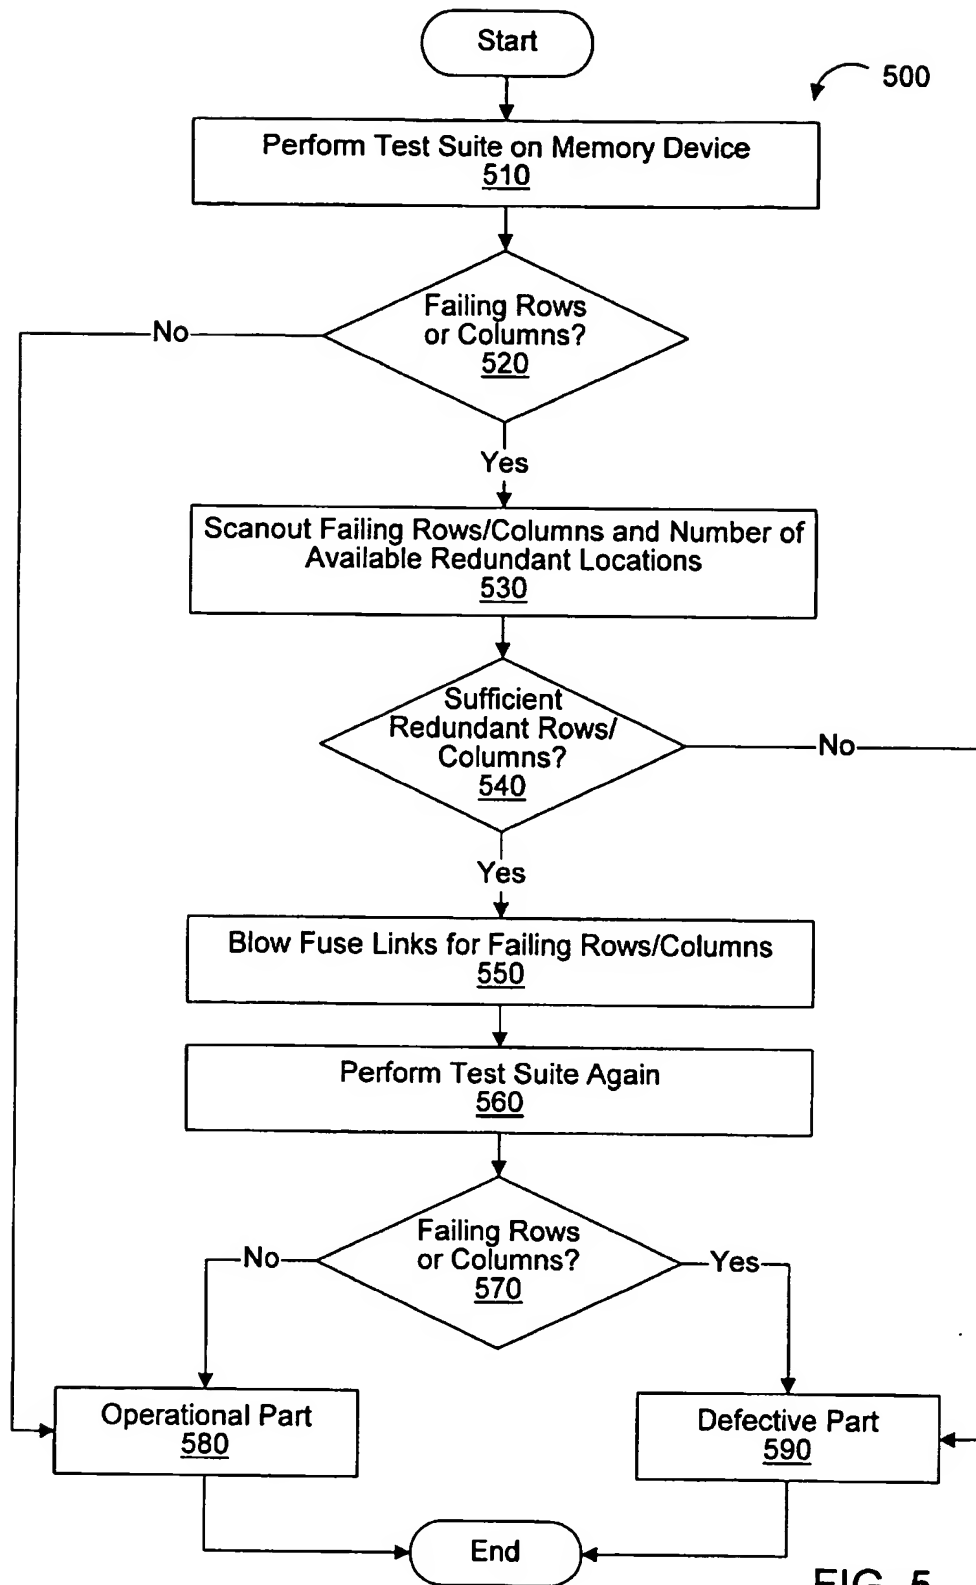 Start
500
Perform Test Suite on Memory Device
510
Failing Rows
or Columns?
520
No
Yes
Scanout Failing Rows/Columns and Number of
Available Redundant Locations
530
Sufficient
Redundant Rows/
Columns?
540
No
Yes
Blow Fuse Links for Failing Rows/Columns
550
Perform Test Suite Again
560
Failing Rows
or Columns?
570
No
Yes
Operational Part
580
Defective Part
590
End
FIG. 5